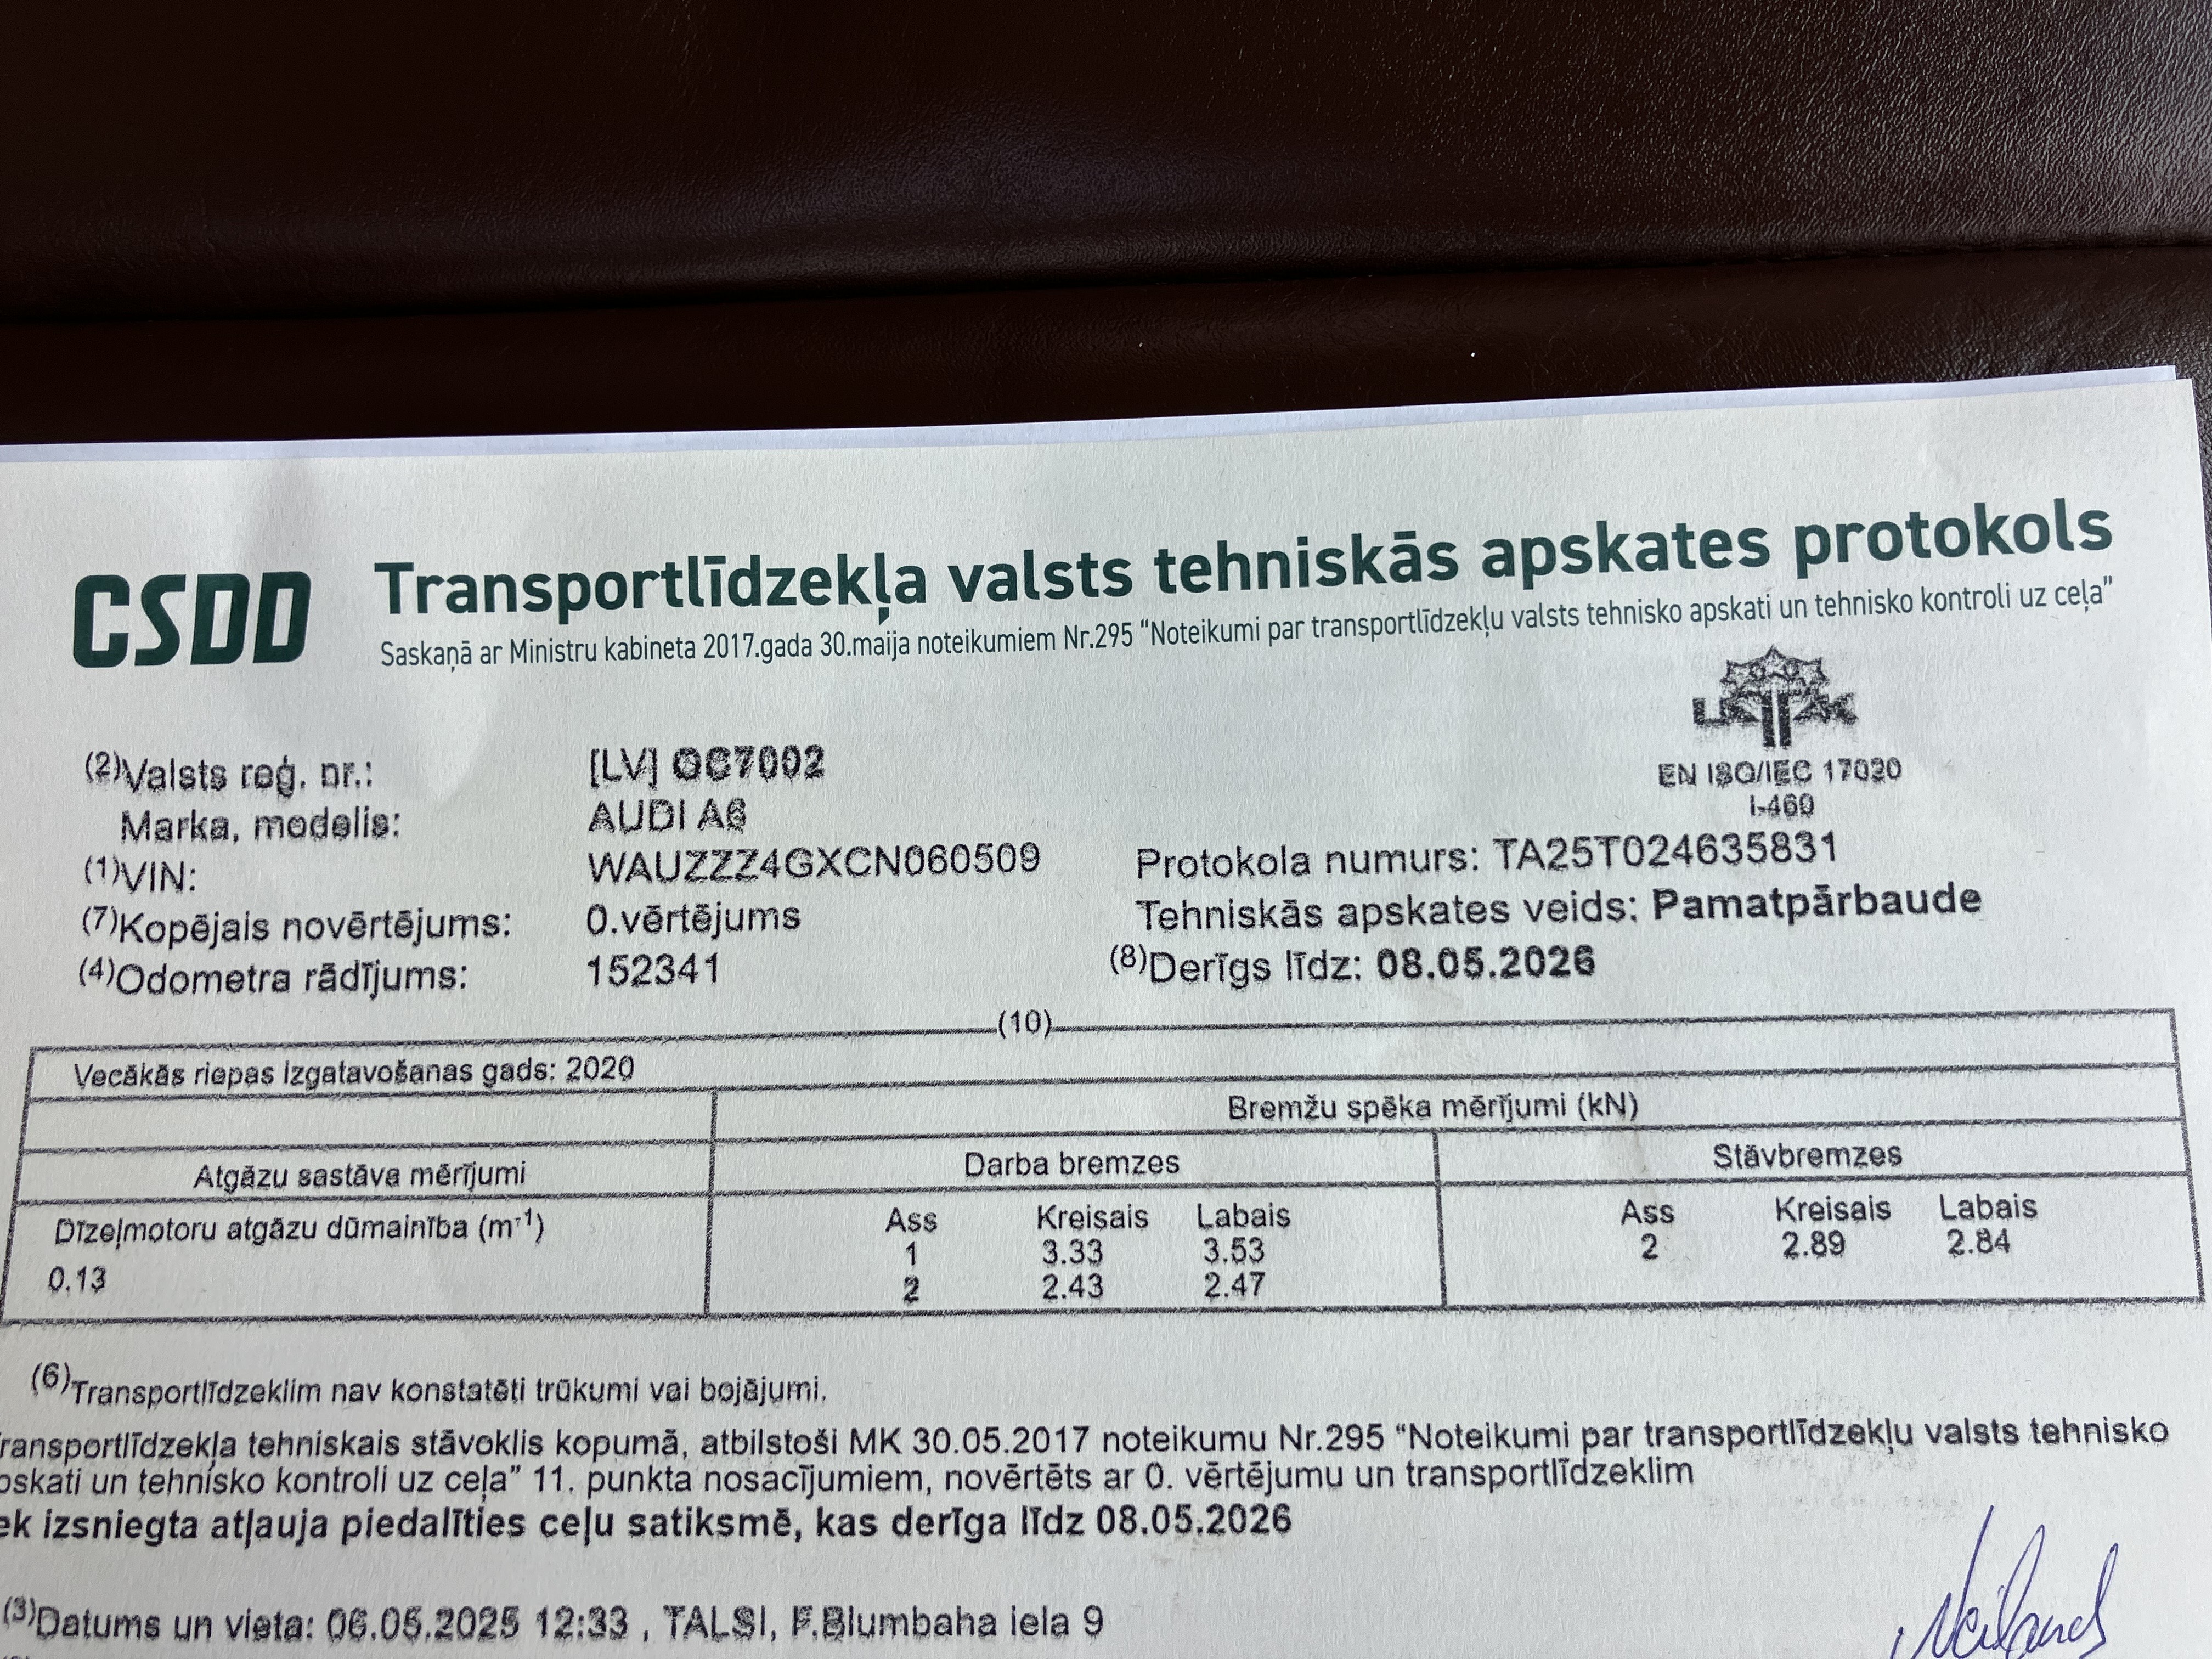 CSDD
Transportlīdzekļa valsts tehniskās apskates protokols
Saskaņā ar Ministru kabineta 2017.gada 30.maija noteikumiem Nr.295 “Noteikumi par transportlīdzekļu valsts tehnisko apskati un tehnisko kontroli uz ceļa”
LATAK
EN ISO/IEC 17020
I-460
(2)Valsts reģ. nr.: [LV]
Marka, modelis: AUDI A6
(1)VIN: WAUZZZ4GXCN060509 Protokola numurs: TA25T024635831
(7)Kopējais novērtējums: 0.vērtējums Tehniskās apskates veids: Pamatpārbaude
(4)Odometra rādījums: 152341 (8)Derīgs līdz: 08.05.2026
(10)
Vecākās riepas izgatavošanas gads: 2020
Bremžu spēka mērījumi (kN)
Atgāzu sastāva mērījumi Darba bremzes Stāvbremzes
Dīzeļmotoru atgāzu dūmainība (m-1) Ass Kreisais Labais Ass Kreisais Labais
1 3.33 3.53 2 2.89 2.84
0.13 2 2.43 2.47
(6)Transportlīdzeklim nav konstatēti trūkumi vai bojājumi.
ransportlīdzekļa tehniskais stāvoklis kopumā, atbilstoši MK 30.05.2017 noteikumu Nr.295 “Noteikumi par transportlīdzekļu valsts tehnisko
pskati un tehnisko kontroli uz ceļa” 11. punkta nosacījumiem, novērtēts ar 0. vērtējumu un transportlīdzeklim
ek izsniegta atļauja piedalīties ceļu satiksmē, kas derīga līdz 08.05.2026
(3)Datums un vieta: 06.05.2025 12:33 , TALSI, F.Blumbaha iela 9